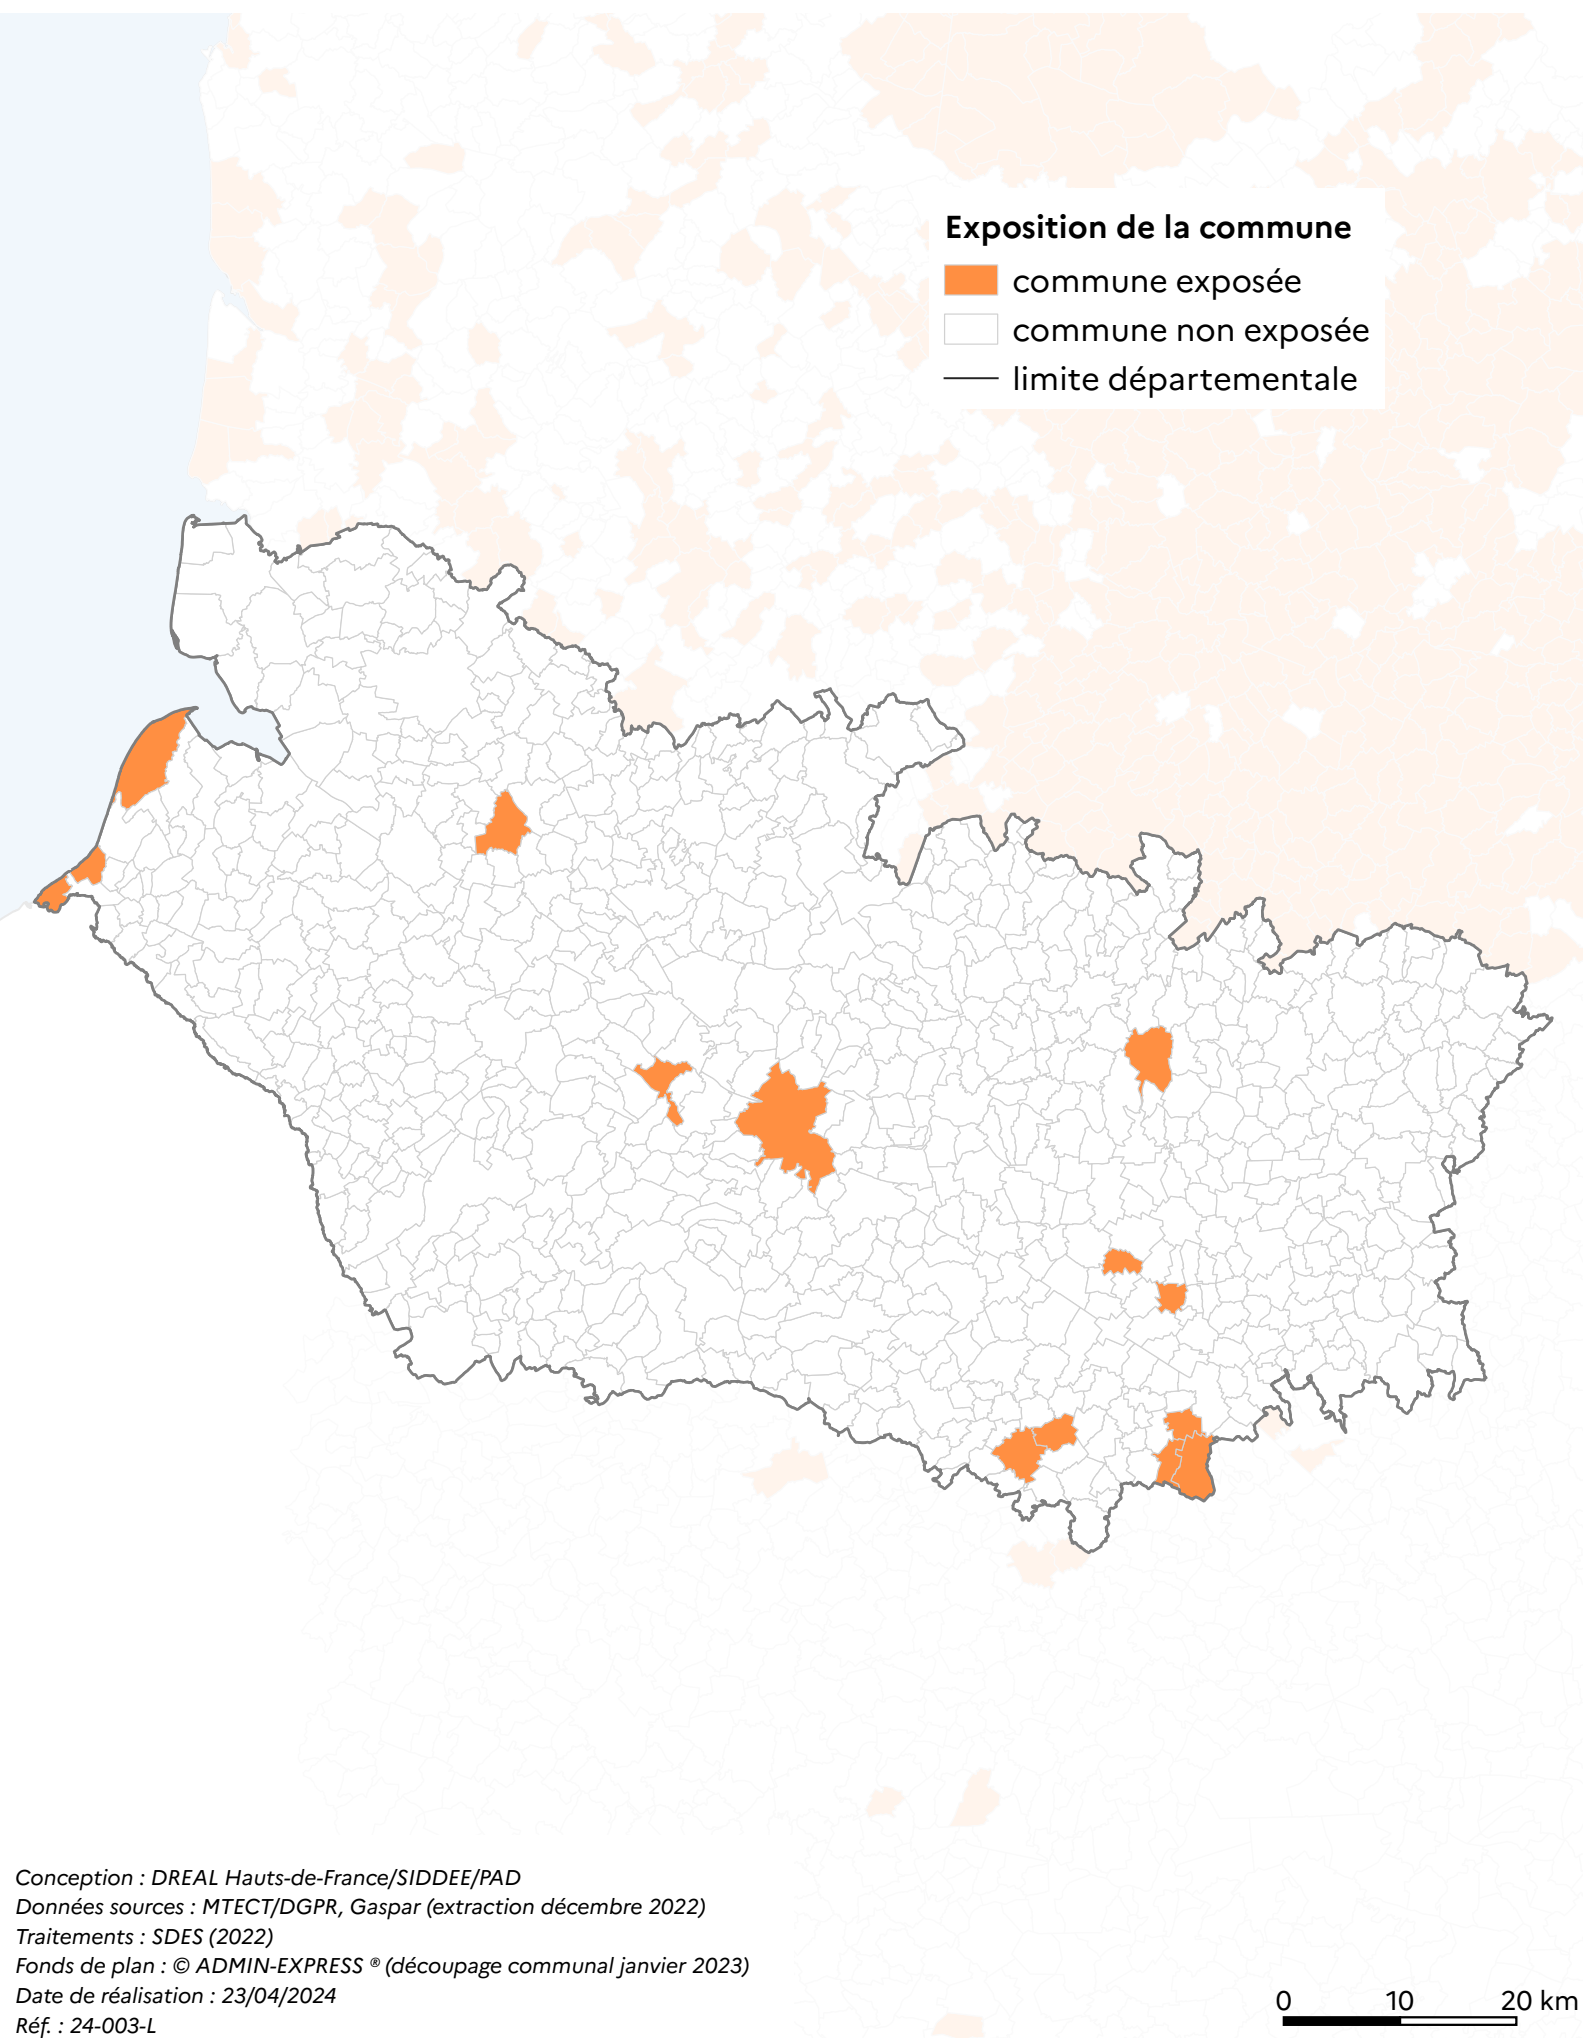 Exposition de la commune
commune exposée
commune non exposée
limite départementale
Conception : DREAL Hauts-de-France/SIDDEE/PAD
Données sources : MTECT/DGPR, Gaspar (extraction décembre 2022)
Traitements : SDES (2022)
Fonds de plan : © ADMIN-EXPRESS ® (découpage communal janvier 2023)
Date de réalisation : 23/04/2024
Réf. : 24-003-L
0 10 20 km